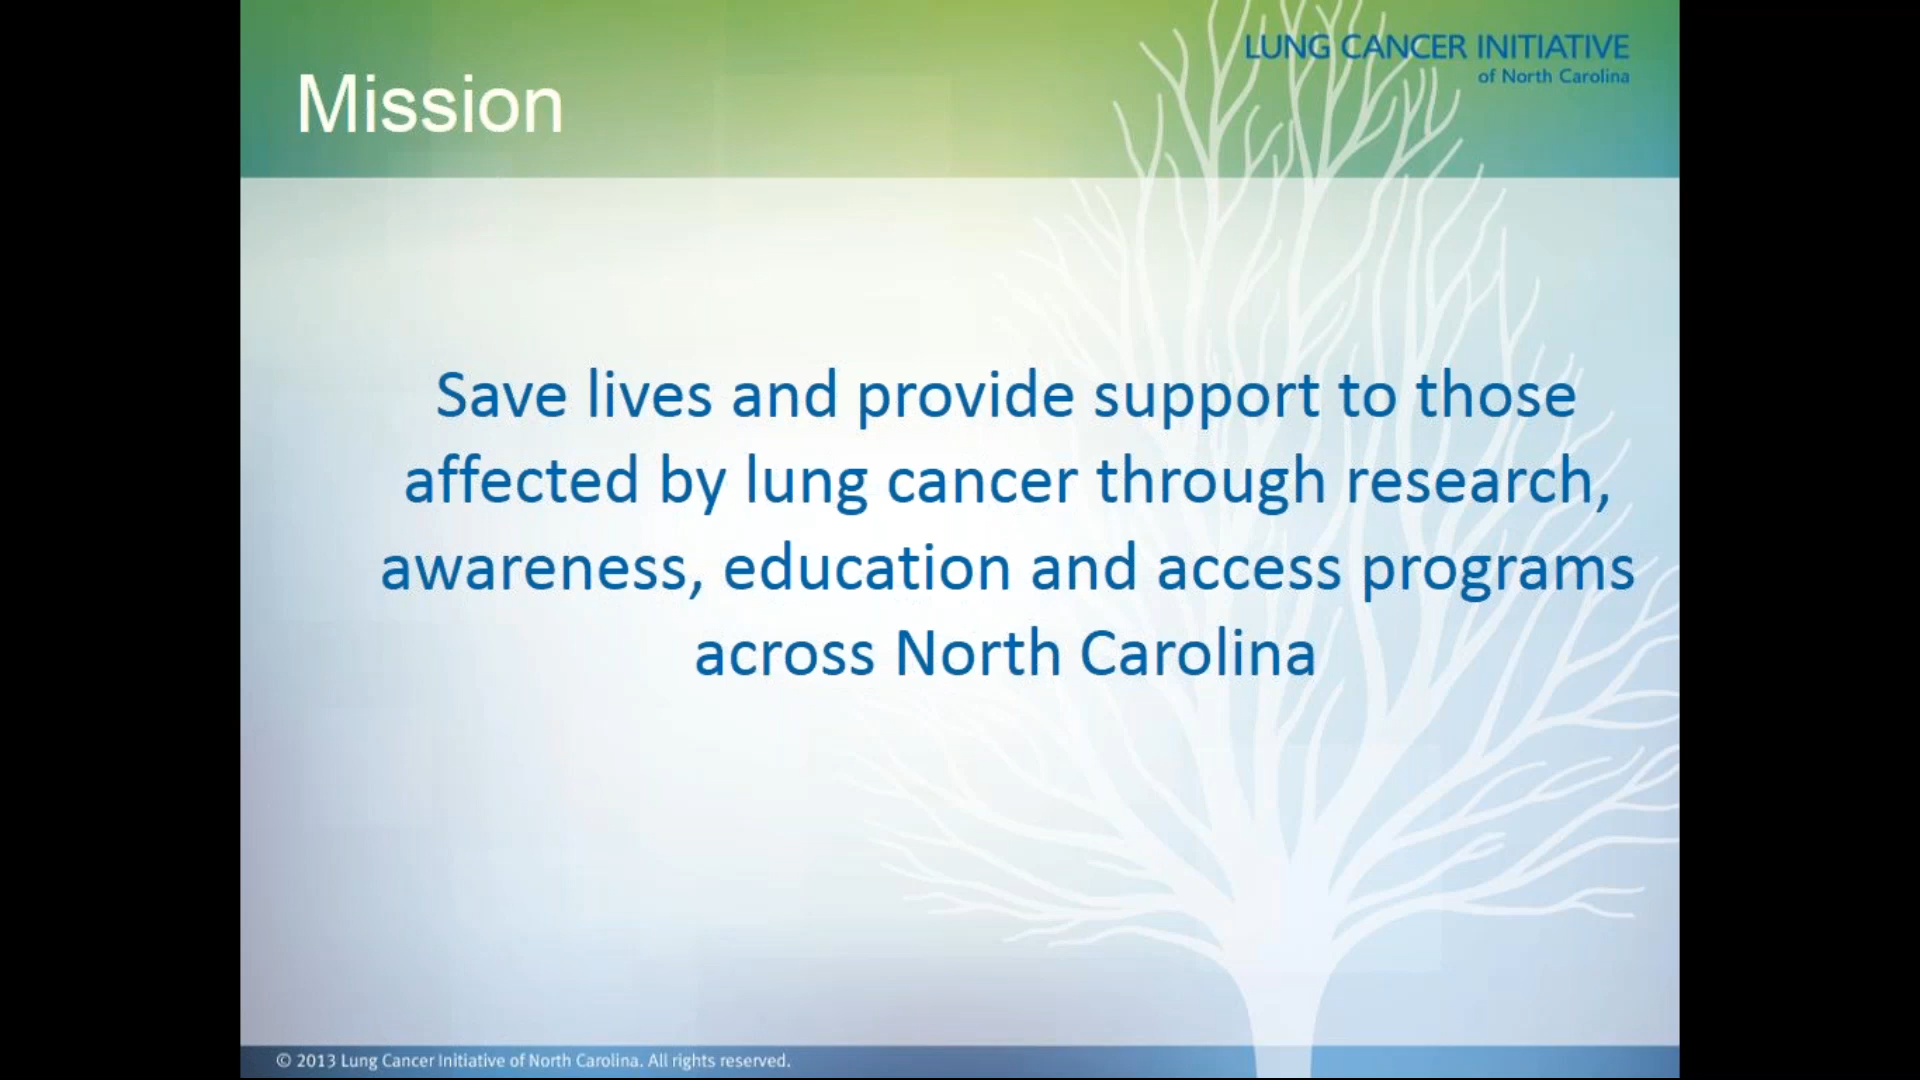 LUNG CANCER INITIATIVE
of North Carolina
Mission
Save lives and provide support to those
affected by lung cancer through research,
awareness, education and access programs
across North Carolina
© 2013 Lung Cancer Initiative of North Carolina. All rights reserved.